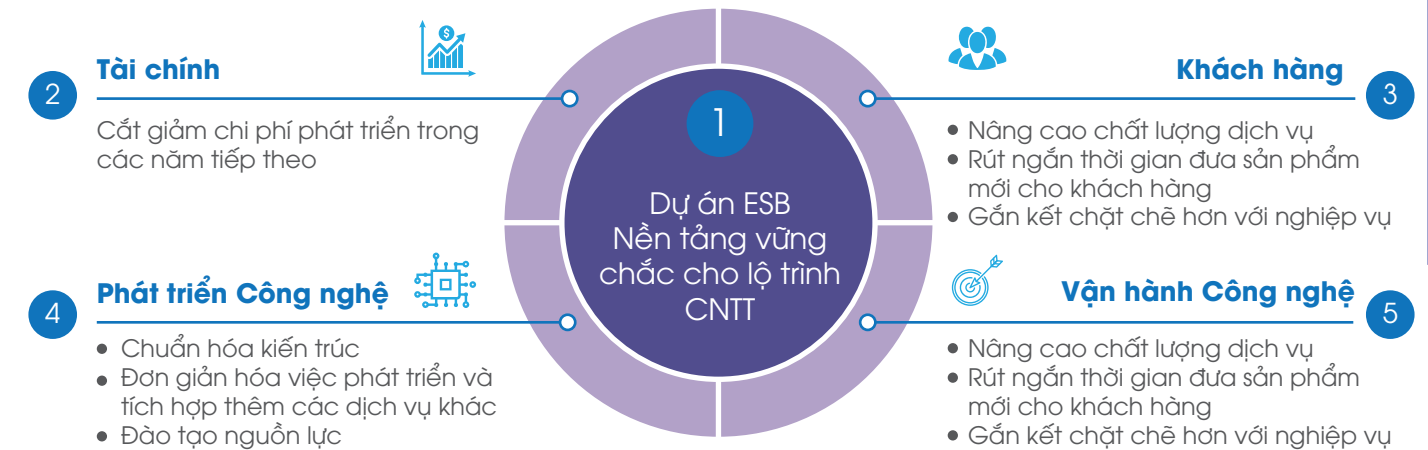 1
Dự án ESB
Nền tảng vững
chắc cho lộ trình
CNTT
2
Tài chính
Cắt giảm chi phí phát triển trong
các năm tiếp theo
3
Khách hàng
• Nâng cao chất lượng dịch vụ
• Rút ngắn thời gian đưa sản phẩm
mới cho khách hàng
• Gắn kết chặt chẽ hơn với nghiệp vụ
4
Phát triển Công nghệ
• Chuẩn hóa kiến trúc
• Đơn giản hóa việc phát triển và
tích hợp thêm các dịch vụ khác
• Đào tạo nguồn lực
5
Vận hành Công nghệ
• Nâng cao chất lượng dịch vụ
• Rút ngắn thời gian đưa sản phẩm
mới cho khách hàng
• Gắn kết chặt chẽ hơn với nghiệp vụ